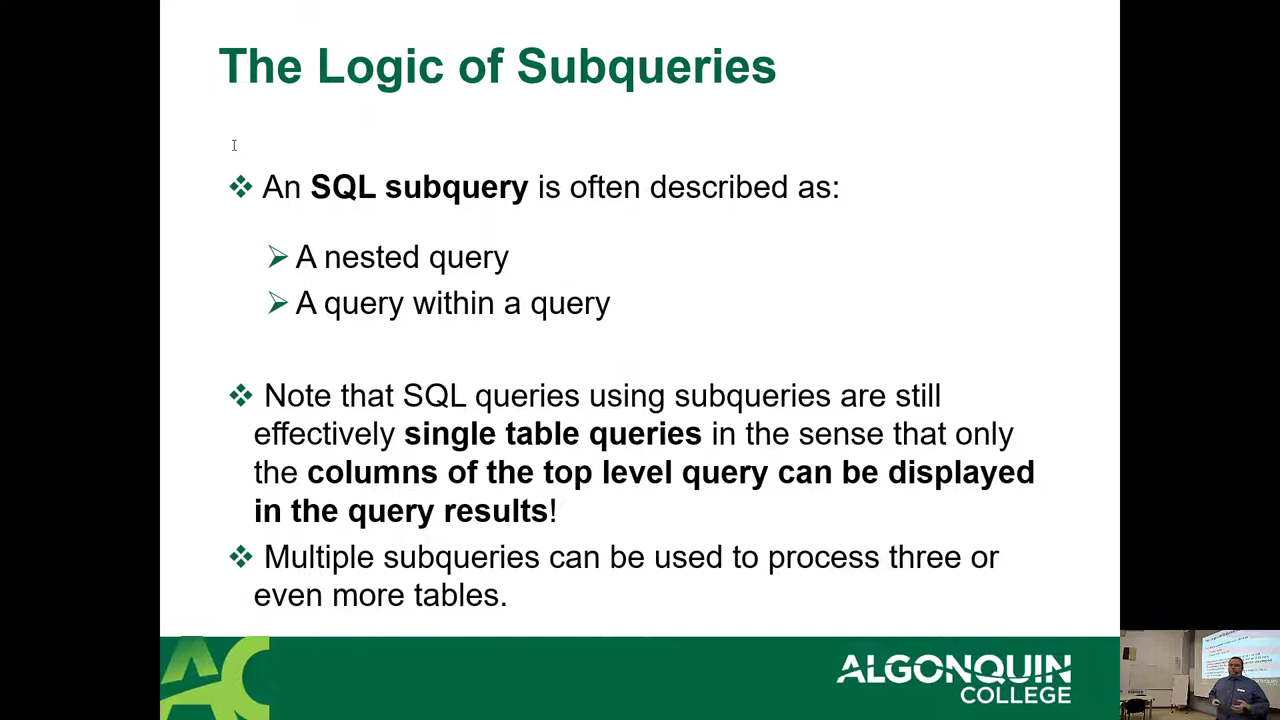 The Logic of Subqueries
An SQL subquery is often described as:
A nested query
A query within a query
Note that SQL queries using subqueries are still
effectively single table queries in the sense that only
the columns of the top level query can be displayed
in the query results!
Multiple subqueries can be used to process three or
even more tables.
AC
ALGONQUIN
COLLEGE